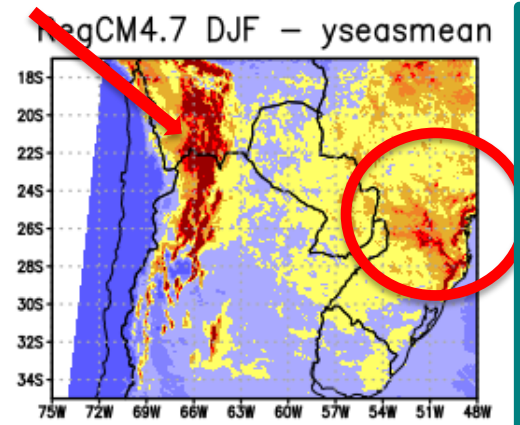 RegCM4.7 DJF – yseasmean
18S
20S
22S
24S
26S
28S
30S
32S
34S
75W 72W 69W 66W 63W 60W 57W 54W 51W 48W